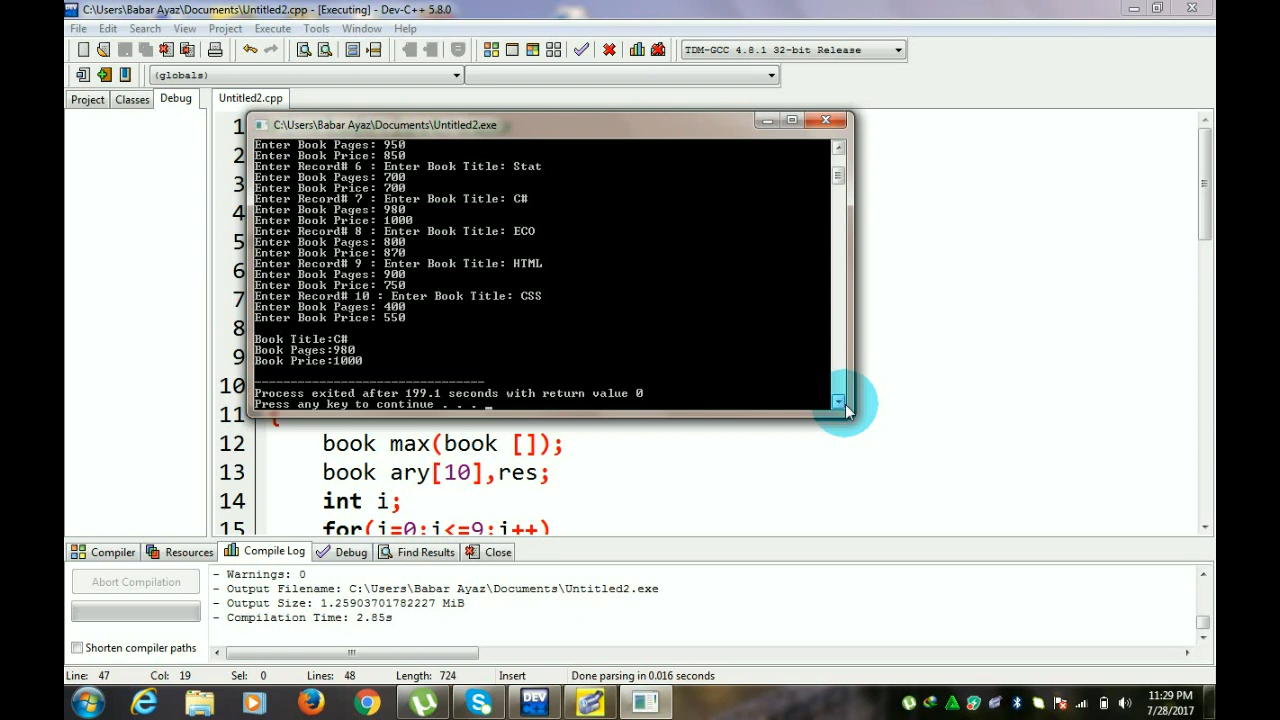 C:\Users\Babar Ayaz\Documents\Untitled2.cpp - [Executing] - Dev-C++ 5.8.0
File Edit Search View Project Execute Tools Window Help
TDM-GCC 4.8.1 32-bit Release
(globals)
Project Classes Debug Untitled2.cpp
C:\Users\Babar Ayaz\Documents\Untitled2.exe
Enter Book Pages: 950
Enter Book Price: 850
Enter Record# 6 : Enter Book Title: Stat
Enter Book Pages: 700
Enter Book Price: 700
Enter Record# 7 : Enter Book Title: C#
Enter Book Pages: 980
Enter Book Price: 1000
Enter Record# 8 : Enter Book Title: ECO
Enter Book Pages: 800
Enter Book Price: 870
Enter Record# 9 : Enter Book Title: HTML
Enter Book Pages: 900
Enter Book Price: 750
Enter Record# 10 : Enter Book Title: CSS
Enter Book Pages: 400
Enter Book Price: 550
Book Title:C#
Book Pages:980
Book Price:1000
--------------------------------
Process exited after 199.1 seconds with return value 0
Press any key to continue . . . _
1
2
3
4
5
6
7
8
9
10
11 {
12 book max(book []);
13 book ary[10],res;
14 int i;
15 for(i=0;i<=9;i++)
Compiler Resources Compile Log Debug Find Results Close
Abort Compilation
Shorten compiler paths
- Warnings: 0
- Output Filename: C:\Users\Babar Ayaz\Documents\Untitled2.exe
- Output Size: 1.25903701782227 MiB
- Compilation Time: 2.85s
Line: 47 Col: 19 Sel: 0 Lines: 48 Length: 724 Insert Done parsing in 0.016 seconds
DEV
11:29 PM
7/28/2017